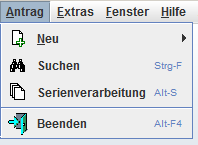 Antrag Extras Fenster Hilfe
Neu
Suchen Strg-F
Serienverarbeitung Alt-S
Beenden Alt-F4